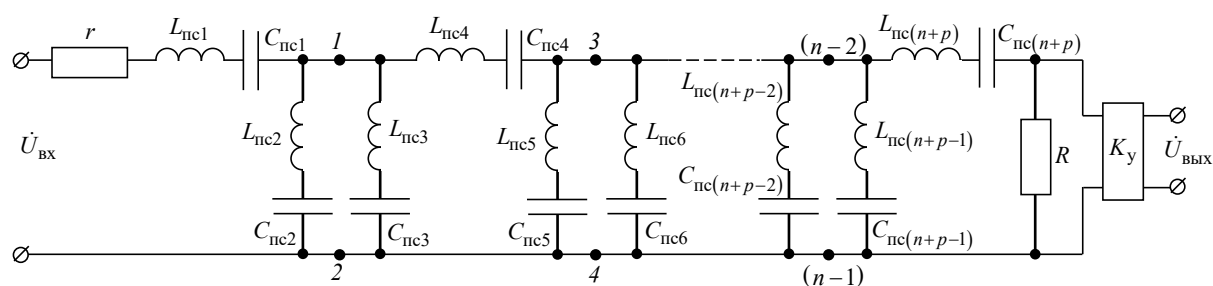 r
Lпс1
Cпс1
1
Lпс4
Cпс4
3
(n−2)
Lпс(n+p)
Cпс(n+p)
U̇вх
Lпс2
Lпс3
Lпс5
Lпс6
Lпс(n+p−2)
Lпс(n+p−1)
R
Kу
U̇вых
Cпс2
Cпс3
Cпс5
Cпс6
Cпс(n+p−2)
Cпс(n+p−1)
2
4
(n−1)